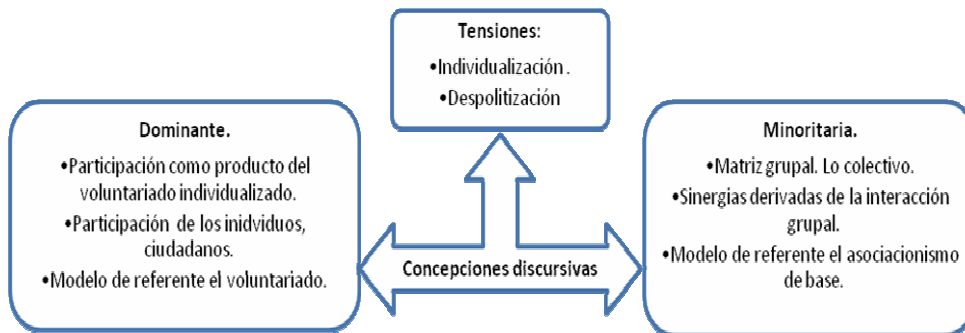 Tensiones:
•Individualización .
•Despolitización
Dominante.
•Participación como producto del
voluntariado individualizado.
•Participación de los inidviduos,
ciudadanos.
•Modelo de referente el voluntariado.
Concepciones discursivas
Minoritaria.
•Matriz grupal. Lo colectivo.
•Sinergias derivadas de la interacción
grupal.
•Modelo de referente el asociacionismo
de base.